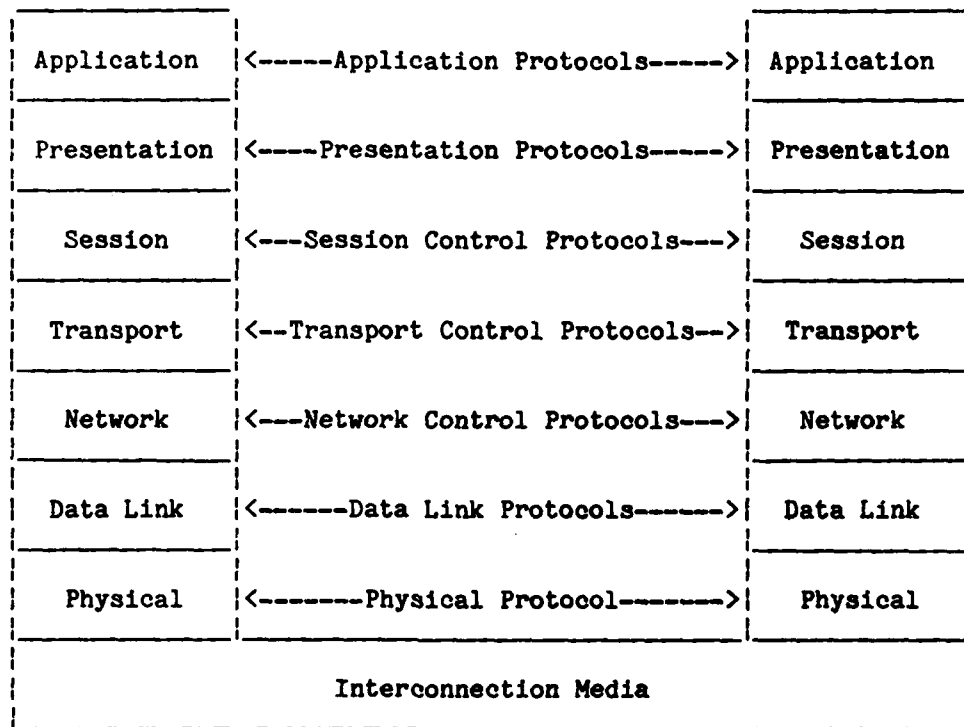 Application <-----Application Protocols-----> Application
Presentation <----Presentation Protocols-----> Presentation
Session <---Session Control Protocols---> Session
Transport <--Transport Control Protocols--> Transport
Network <---Network Control Protocols---> Network
Data Link <------Data Link Protocols------> Data Link
Physical <-------Physical Protocol-------> Physical
Interconnection Media